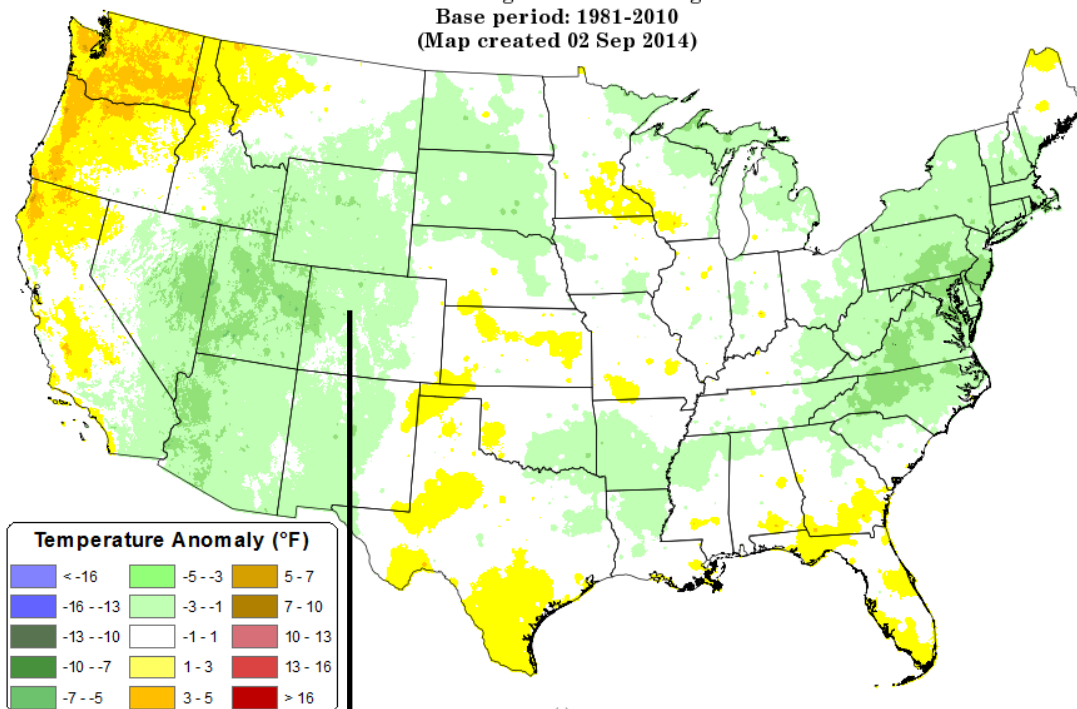 Base period: 1981-2010
(Map created 02 Sep 2014)
Temperature Anomaly (°F)
< -16
-5 - -3
5 - 7
-16 - -13
-3 - -1
7 - 10
-13 - -10
-1 - 1
10 - 13
-10 - -7
1 - 3
13 - 16
-7 - -5
3 - 5
> 16